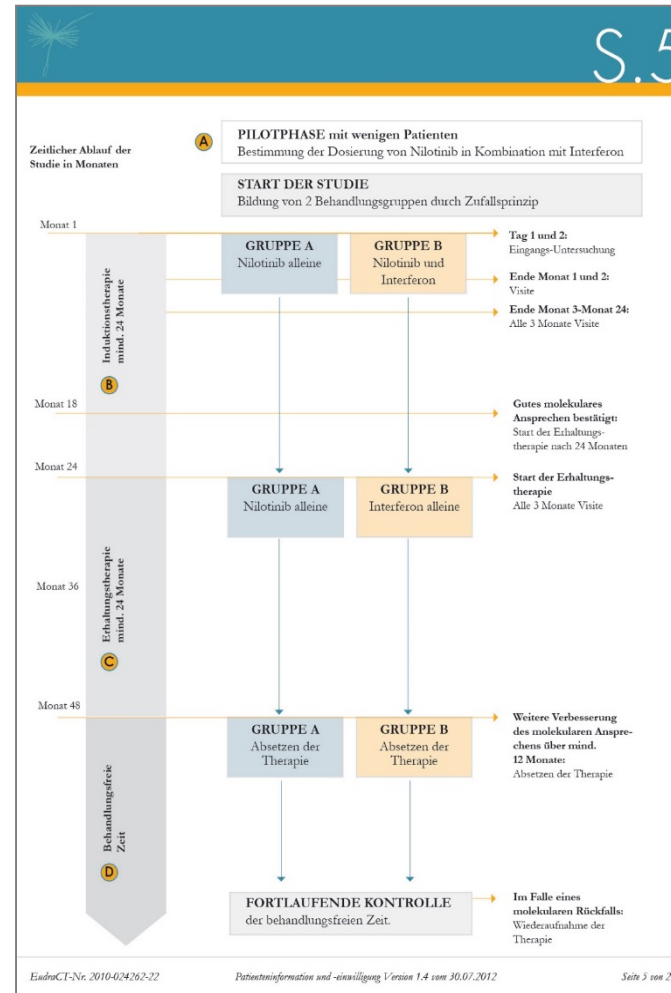 S.5
Zeitlicher Ablauf der
Studie in Monaten
A
PILOTPHASE mit wenigen Patienten
Bestimmung der Dosierung von Nilotinib in Kombination mit Interferon
START DER STUDIE
Bildung von 2 Behandlungsgruppen durch Zufallsprinzip
Monat 1
Induktionstherapie
mind. 24 Monate
B
GRUPPE A
Nilotinib alleine
GRUPPE B
Nilotinib und
Interferon
Tag 1 und 2:
Eingangs-Untersuchung
Ende Monat 1 und 2:
Visite
Ende Monat 3-Monat 24:
Alle 3 Monate Visite
Monat 18
Gutes molekulares
Ansprechen bestätigt:
Start der Erhaltungs-
therapie nach 24 Monaten
Monat 24
GRUPPE A
Nilotinib alleine
GRUPPE B
Interferon alleine
Start der Erhaltungs-
therapie
Alle 3 Monate Visite
Monat 36
Erhaltungstherapie
mind. 24 Monate
C
Monat 48
GRUPPE A
Absetzen der
Therapie
GRUPPE B
Absetzen der
Therapie
Weitere Verbesserung
des molekularen Anspre-
chens über mind.
12 Monate:
Absetzen der Therapie
Behandlungsfreie
Zeit
D
FORTLAUFENDE KONTROLLE
der behandlungsfreien Zeit.
Im Falle eines
molekularen Rückfalls:
Wiederaufnahme der
Therapie
EudraCT-Nr. 2010-024262-22
Patienteninformation und -einwilligung Version 1.4 vom 30.07.2012
Seite 5 von 2